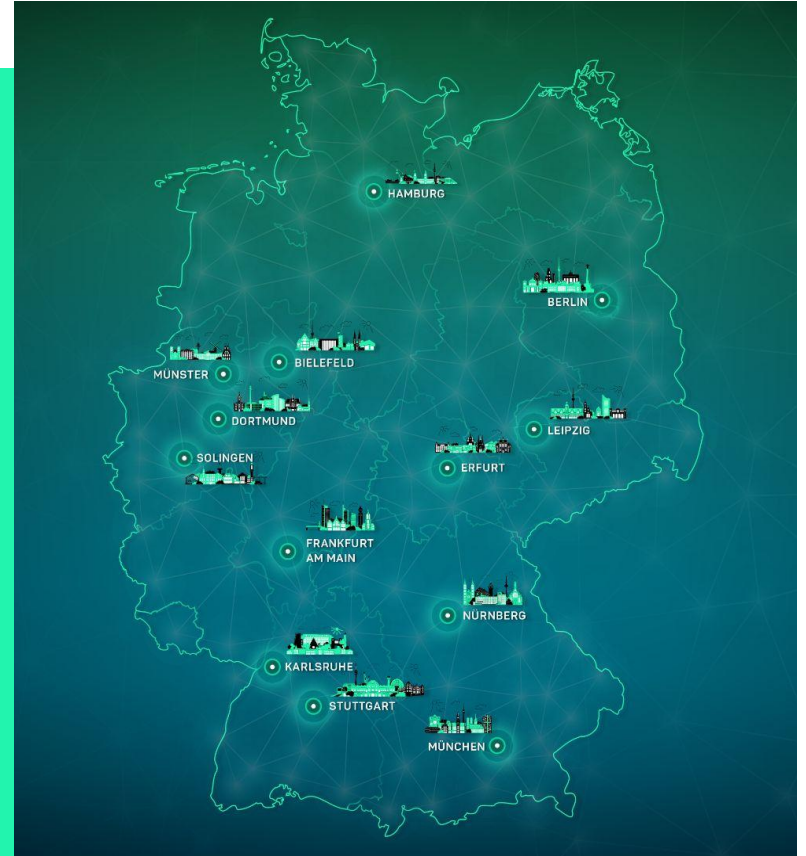 HAMBURG
BERLIN
BIELEFELD
MÜNSTER
DORTMUND
LEIPZIG
SOLINGEN
ERFURT
FRANKFURT
AM MAIN
NÜRNBERG
KARLSRUHE
STUTTGART
MÜNCHEN